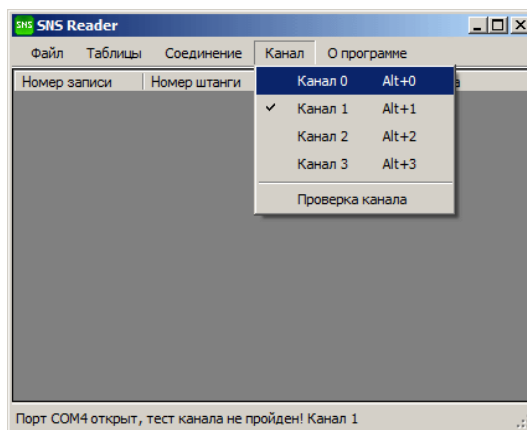 SNS SNS Reader
Файл Таблицы Соединение Канал О программе
Номер записи Номер штанги
Канал 0 Alt+0
Канал 1 Alt+1
Канал 2 Alt+2
Канал 3 Alt+3
Проверка канала
Порт COM4 открыт, тест канала не пройден! Канал 1